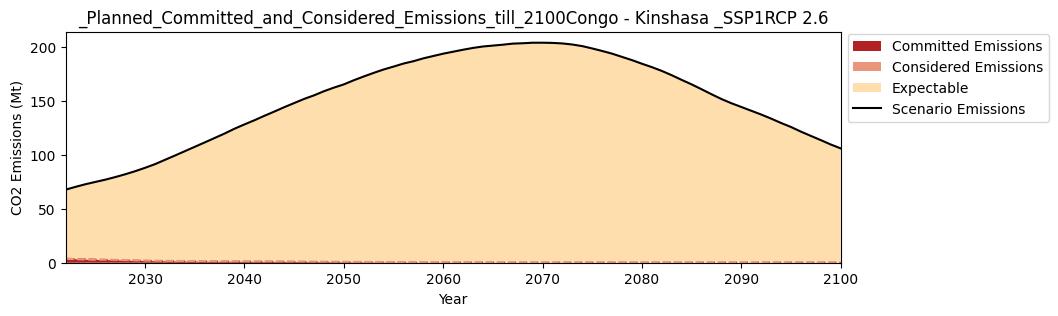 _Planned_Committed_and_Considered_Emissions_till_2100Congo - Kinshasa _SSP1RCP 2.6
CO2 Emissions (Mt)
200
150
100
50
0
2030 2040 2050 2060 2070 2080 2090 2100
Year
Committed Emissions
Considered Emissions
Expectable
Scenario Emissions